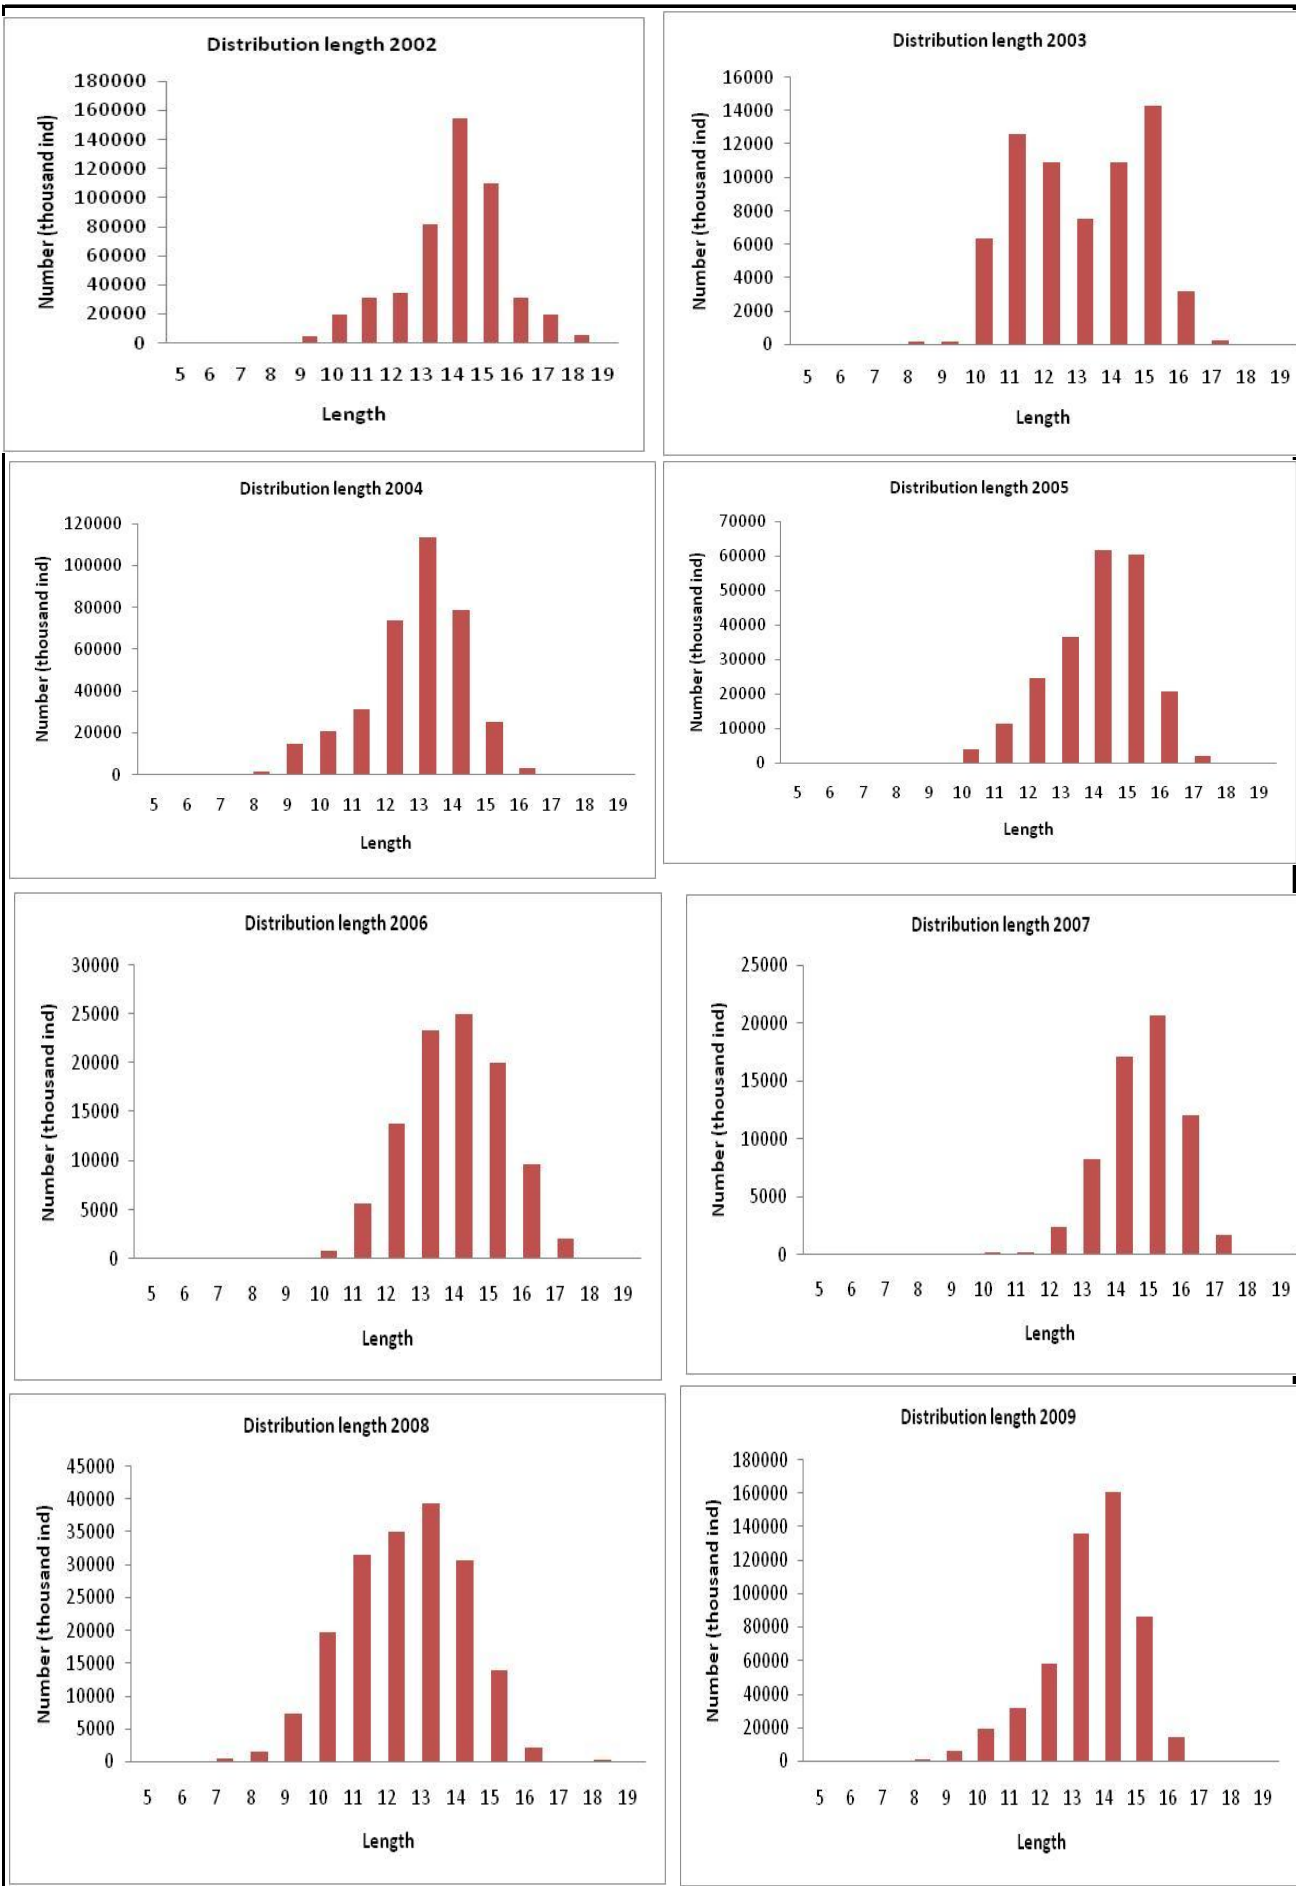 Distribution length 2002
Number (thousand ind)
180000
160000
140000
120000
100000
80000
60000
40000
20000
0
5 6 7 8 9 10 11 12 13 14 15 16 17 18 19
Length
Distribution length 2003
Number (thousand ind)
16000
14000
12000
10000
8000
6000
4000
2000
0
5 6 7 8 9 10 11 12 13 14 15 16 17 18 19
Length
Distribution length 2004
Number (thousand ind)
120000
100000
80000
60000
40000
20000
0
5 6 7 8 9 10 11 12 13 14 15 16 17 18 19
Length
Distribution length 2005
Number (thousand ind)
70000
60000
50000
40000
30000
20000
10000
0
5 6 7 8 9 10 11 12 13 14 15 16 17 18 19
Length
Distribution length 2006
Number (thousand ind)
30000
25000
20000
15000
10000
5000
0
5 6 7 8 9 10 11 12 13 14 15 16 17 18 19
Length
Distribution length 2007
Number (thousand ind)
25000
20000
15000
10000
5000
0
5 6 7 8 9 10 11 12 13 14 15 16 17 18 19
Length
Distribution length 2008
Number (thousand ind)
45000
40000
35000
30000
25000
20000
15000
10000
5000
0
5 6 7 8 9 10 11 12 13 14 15 16 17 18 19
Length
Distribution length 2009
Number (thousand ind)
180000
160000
140000
120000
100000
80000
60000
40000
20000
0
5 6 7 8 9 10 11 12 13 14 15 16 17 18 19
Length